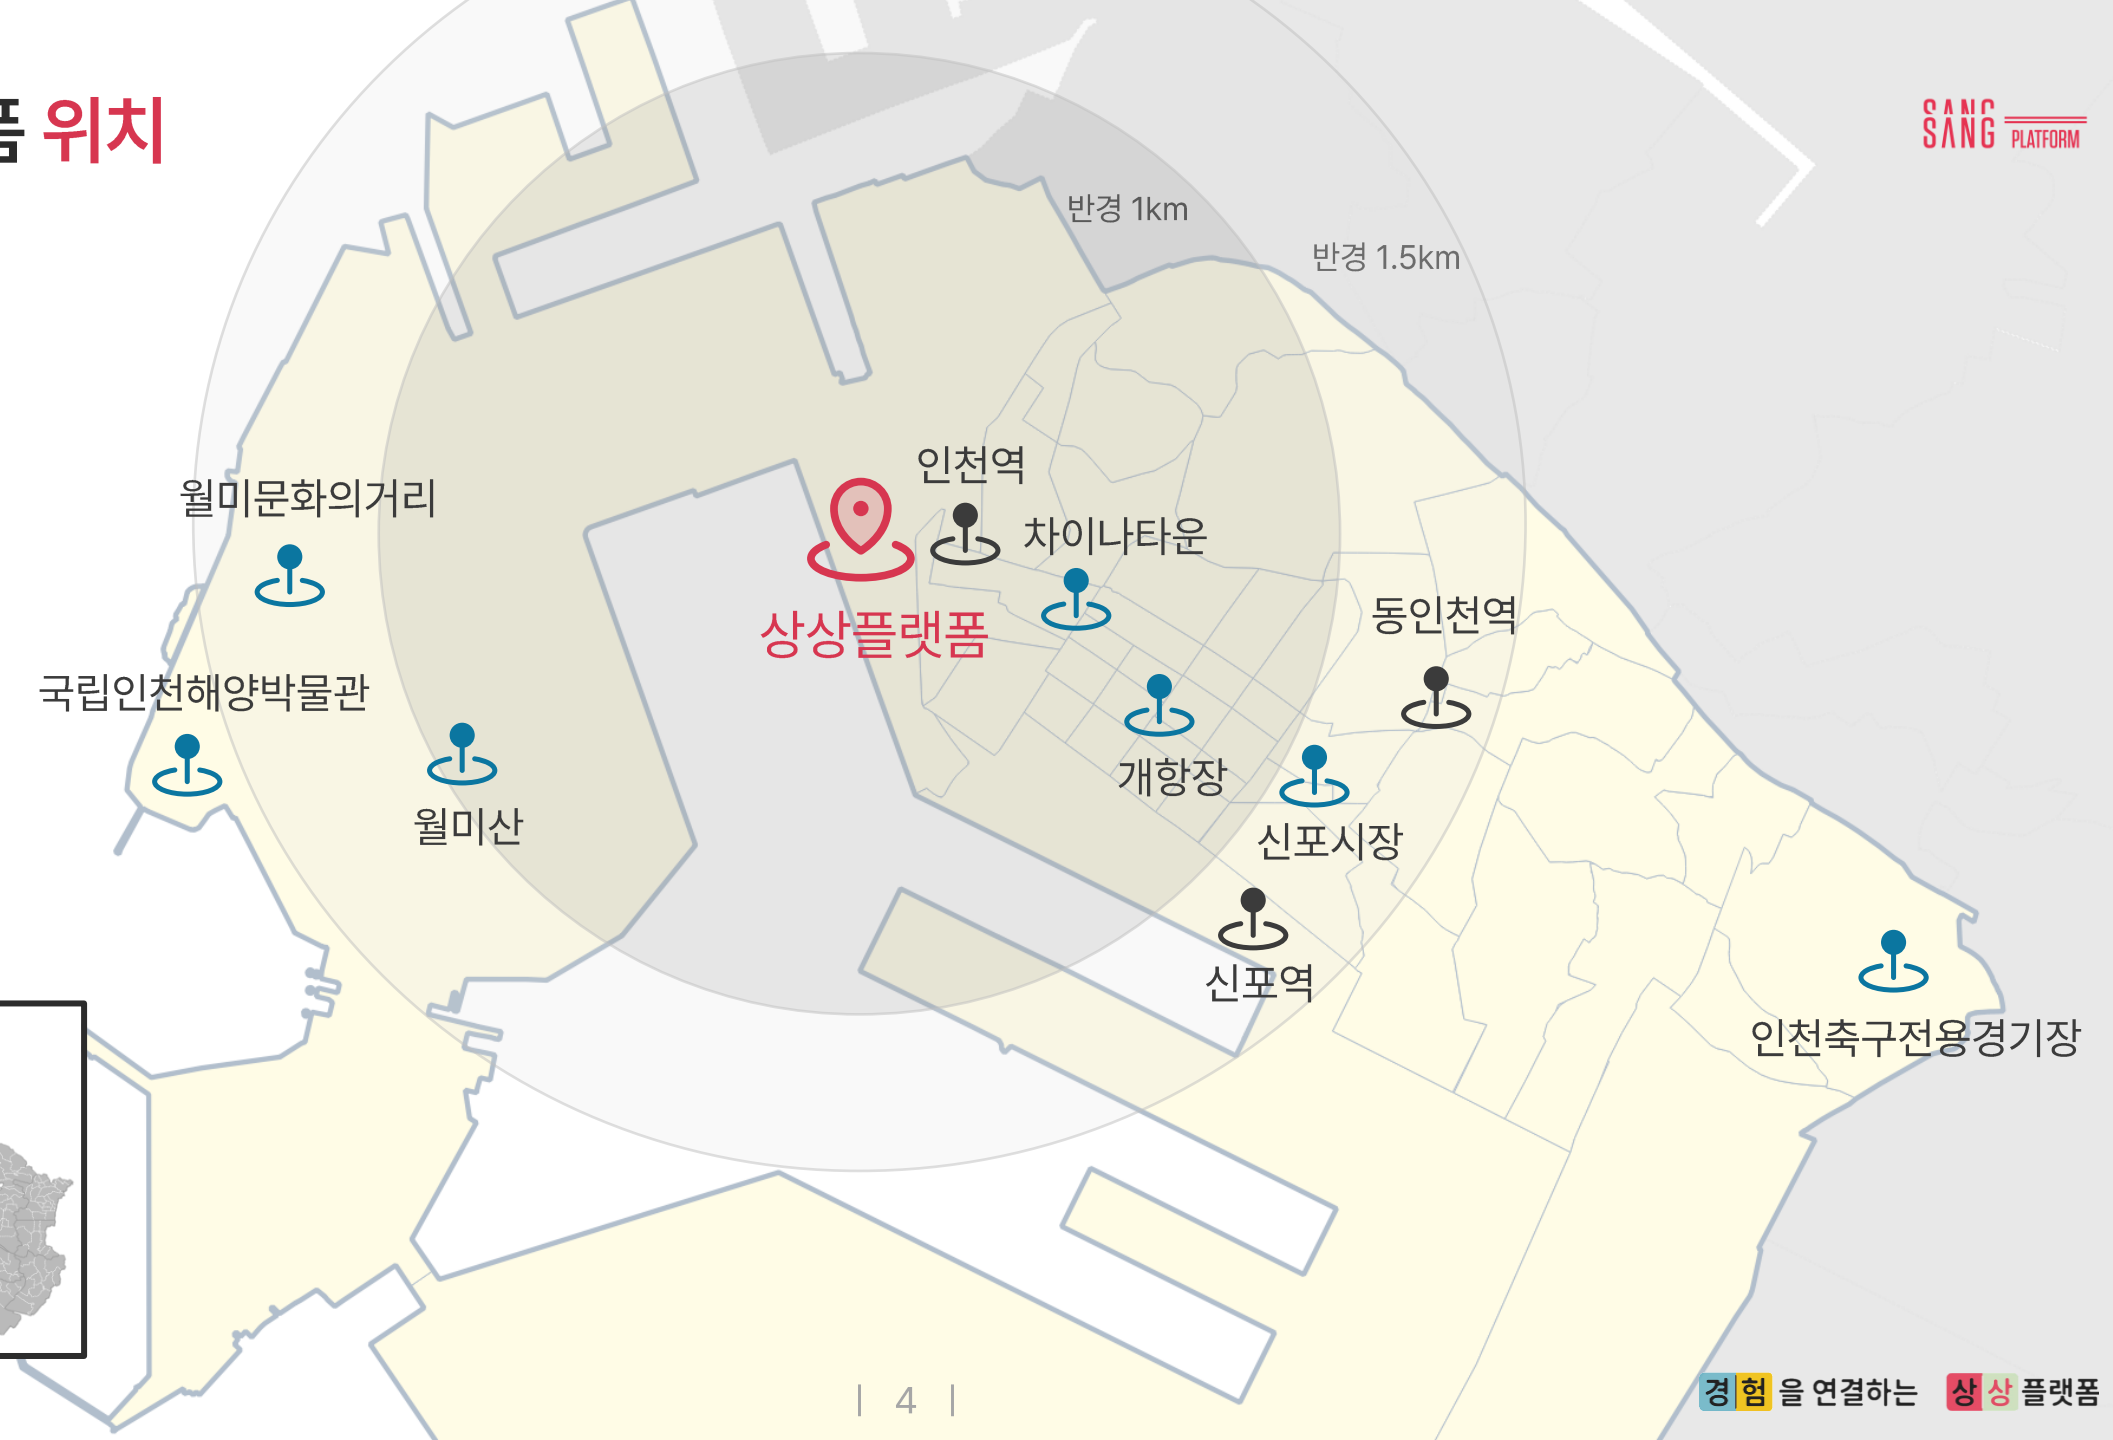 폼 위치
SANG
SANG PLATFORM
반경 1km
반경 1.5km
인천역
월미문화의거리
차이나타운
동인천역
상상플랫폼
국립인천해양박물관
개항장
월미산
신포시장
신포역
인천축구전용경기장
경험을 연결하는 상상플랫폼
| 4 |